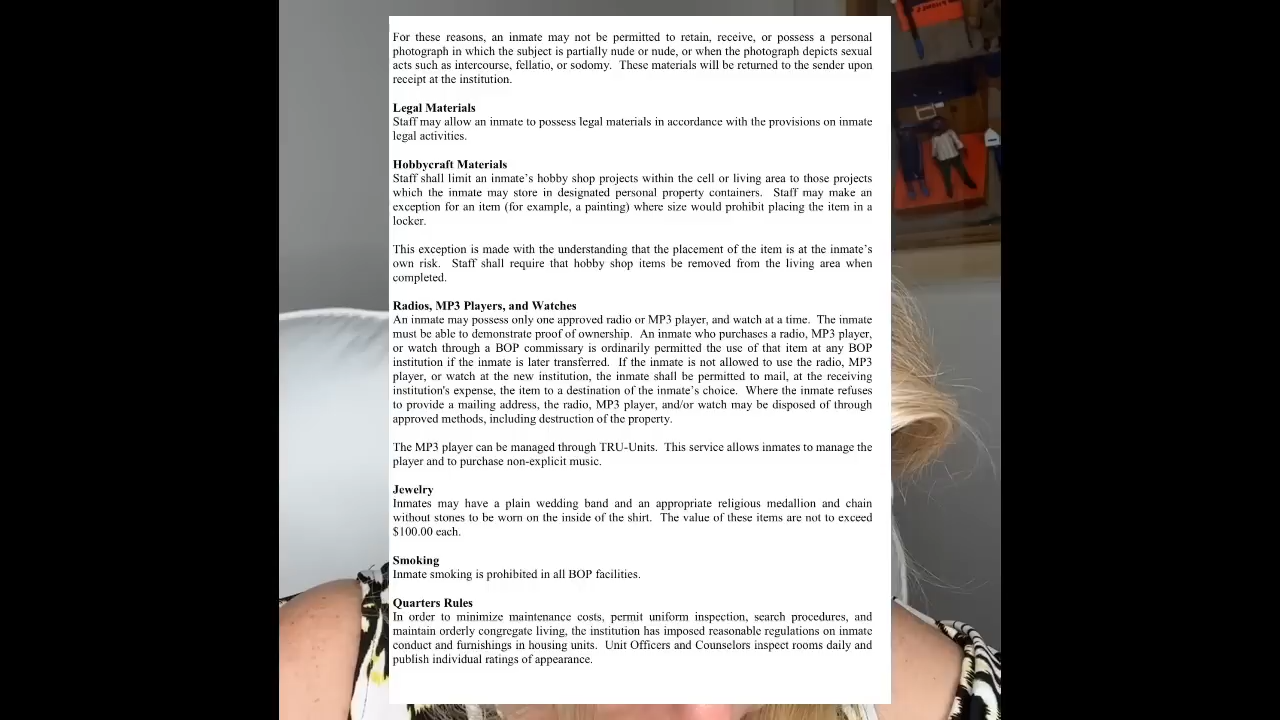 For these reasons, an inmate may not be permitted to retain, receive, or possess a personal
photograph in which the subject is partially nude or nude, or when the photograph depicts sexual
acts such as intercourse, fellatio, or sodomy. These materials will be returned to the sender upon
receipt at the institution.
Legal Materials
Staff may allow an inmate to possess legal materials in accordance with the provisions on inmate
legal activities.
Hobbycraft Materials
Staff shall limit an inmate's hobby shop projects within the cell or living area to those projects
which the inmate may store in designated personal property containers. Staff may make an
exception for an item (for example, a painting) where size would prohibit placing the item in a
locker.
This exception is made with the understanding that the placement of the item is at the inmate's
own risk. Staff shall require that hobby shop items be removed from the living area when
completed.
Radios, MP3 Players, and Watches
An inmate may possess only one approved radio or MP3 player, and watch at a time. The inmate
must be able to demonstrate proof of ownership. An inmate who purchases a radio, MP3 player,
or watch through a BOP commissary is ordinarily permitted the use of that item at any BOP
institution if the inmate is later transferred. If the inmate is not allowed to use the radio, MP3
player, or watch at the new institution, the inmate shall be permitted to mail, at the receiving
institution's expense, the item to a destination of the inmate's choice. Where the inmate refuses
to provide a mailing address, the radio, MP3 player, and/or watch may be disposed of through
approved methods, including destruction of the property.
The MP3 player can be managed through TRU-Units. This service allows inmates to manage the
player and to purchase non-explicit music.
Jewelry
Inmates may have a plain wedding band and an appropriate religious medallion and chain
without stones to be worn on the inside of the shirt. The value of these items are not to exceed
$100.00 each.
Smoking
Inmate smoking is prohibited in all BOP facilities.
Quarters Rules
In order to minimize maintenance costs, permit uniform inspection, search procedures, and
maintain orderly congregate living, the institution has imposed reasonable regulations on inmate
conduct and furnishings in housing units. Unit Officers and Counselors inspect rooms daily and
publish individual ratings of appearance.